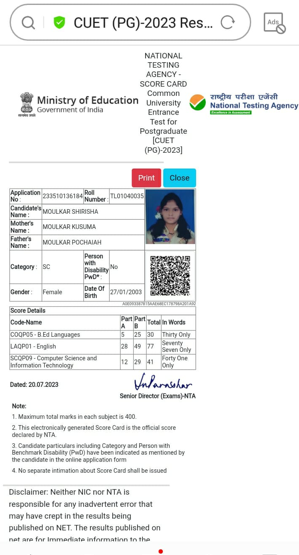 CUET (PG)-2023 Res...
Ads
NATIONAL
TESTING
AGENCY -
SCORE CARD
Common
University
Entrance
Test for
Postgraduate
[CUET
(PG)-2023]
Ministry of Education
Government of India
राष्ट्रीय परीक्षा एजेंसी
National Testing Agency
Excellence in Assessment
Print Close
Application No : 233510136184 Roll Number : TL01040035
Candidate's Name : MOULKAR SHIRISHA
Mother's Name : MOULKAR KUSUMA
Father's Name : MOULKAR POCHAIAH
Category : SC Person with Disability PwD* : No
Gender : Female Date Of Birth 27/01/2003
Score Details
Code-Name Part A Part B Total In Words
COQP05 - B.Ed Languages 5 25 30 Thirty Only
LAQP01 - English 28 49 77 Seventy Seven Only
SCQP09 - Computer Science and Information Technology 12 29 41 Forty One Only
Dated: 20.07.2023
Senior Director (Exams)-NTA
Note:
1. Maximum total marks in each subject is 400.
2. This electronically generated Score Card is the official score
declared by NTA.
3. Candidate particulars including Category and Person with
Benchmark Disability (PwD) have been indicated as mentioned by
the candidate in the online application form
4. No separate intimation about Score Card shall be issued
Disclaimer: Neither NIC nor NTA is
responsible for any inadvertent error that
may have crept in the results being
published on NET. The results published on
net are for Immediate information to the